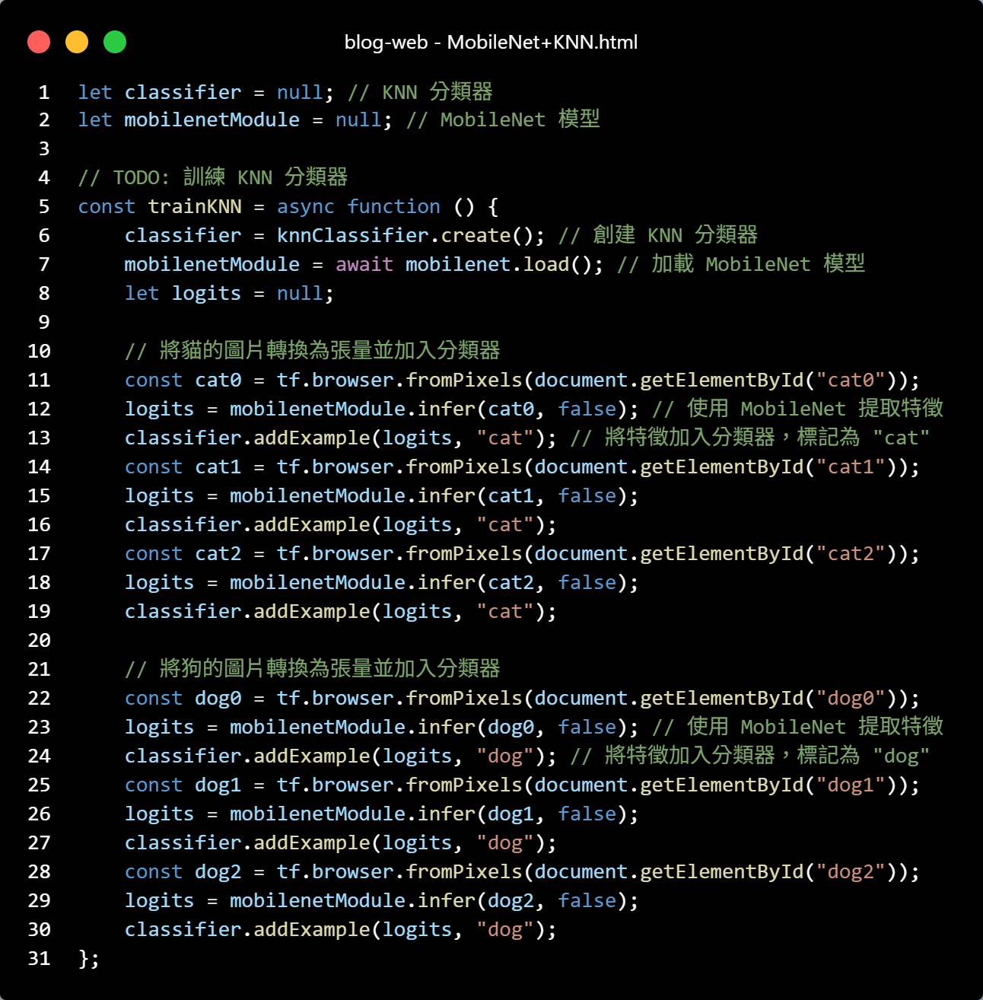 blog-web - MobileNet+KNN.html
1 let classifier = null; // KNN 分類器
2 let mobilenetModule = null; // MobileNet 模型
3
4 // TODO: 訓練 KNN 分類器
5 const trainKNN = async function () {
6     classifier = knnClassifier.create(); // 創建 KNN 分類器
7     mobilenetModule = await mobilenet.load(); // 加載 MobileNet 模型
8     let logits = null;
9
10     // 將貓的圖片轉換為張量並加入分類器
11     const cat0 = tf.browser.fromPixels(document.getElementById("cat0"));
12     logits = mobilenetModule.infer(cat0, false); // 使用 MobileNet 提取特徵
13     classifier.addExample(logits, "cat"); // 將特徵加入分類器，標記為 "cat"
14     const cat1 = tf.browser.fromPixels(document.getElementById("cat1"));
15     logits = mobilenetModule.infer(cat1, false);
16     classifier.addExample(logits, "cat");
17     const cat2 = tf.browser.fromPixels(document.getElementById("cat2"));
18     logits = mobilenetModule.infer(cat2, false);
19     classifier.addExample(logits, "cat");
20
21     // 將狗的圖片轉換為張量並加入分類器
22     const dog0 = tf.browser.fromPixels(document.getElementById("dog0"));
23     logits = mobilenetModule.infer(dog0, false); // 使用 MobileNet 提取特徵
24     classifier.addExample(logits, "dog"); // 將特徵加入分類器，標記為 "dog"
25     const dog1 = tf.browser.fromPixels(document.getElementById("dog1"));
26     logits = mobilenetModule.infer(dog1, false);
27     classifier.addExample(logits, "dog");
28     const dog2 = tf.browser.fromPixels(document.getElementById("dog2"));
29     logits = mobilenetModule.infer(dog2, false);
30     classifier.addExample(logits, "dog");
31 };